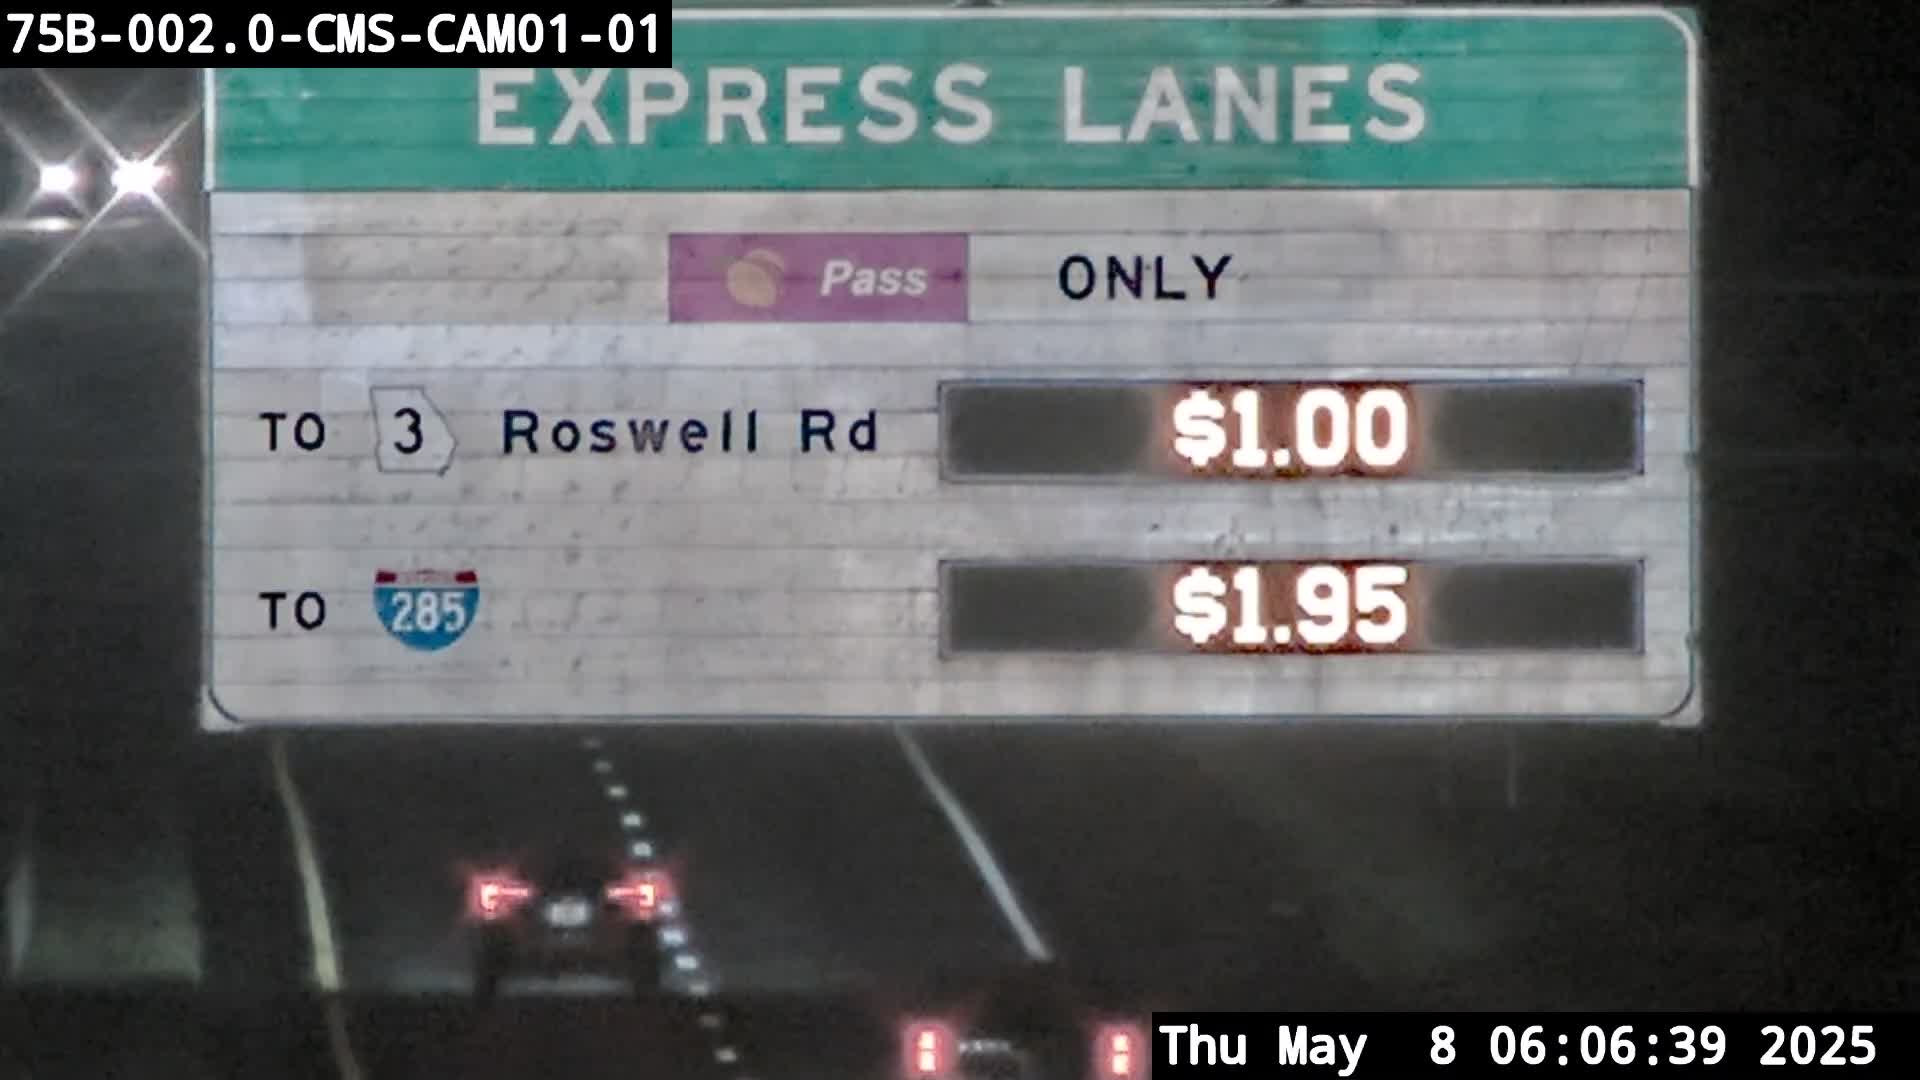 75B-002.0-CMS-CAM01-01
EXPRESS LANES
Pass ONLY
TO 3 Roswell Rd $1.00
TO 285 $1.95
Thu May 8 06:06:39 2025